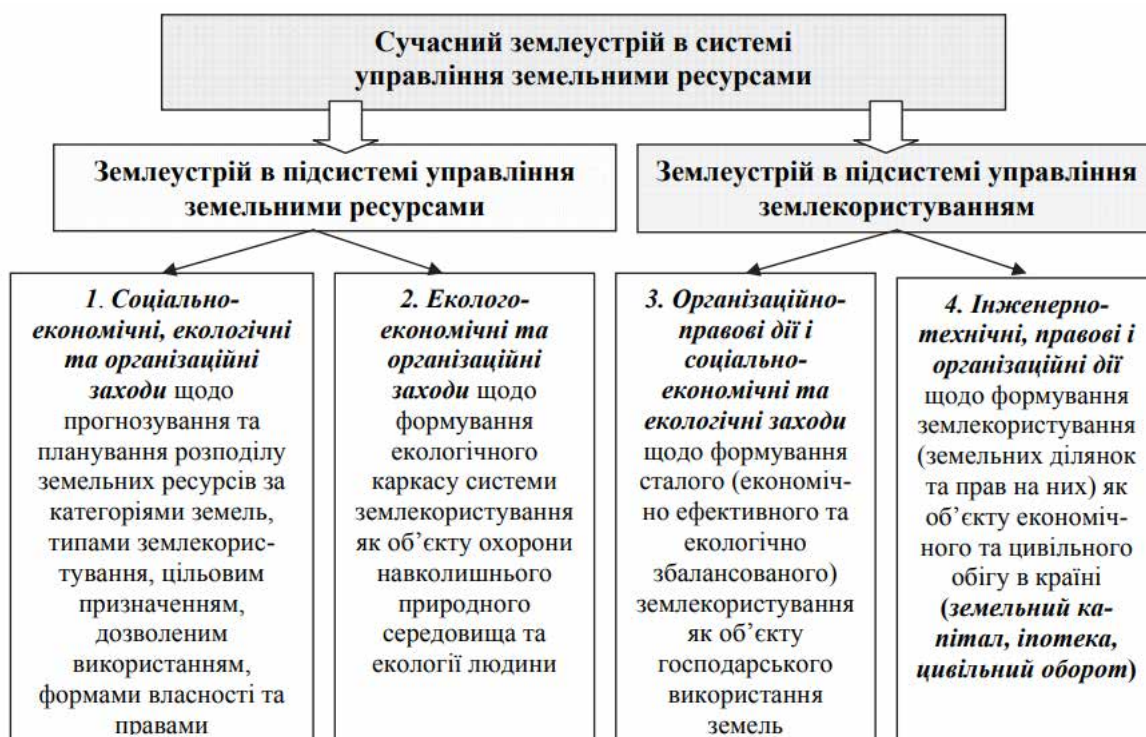 Сучасний землеустрій в системі
управління земельними ресурсами
Землеустрій в підсистемі управління
земельними ресурсами
Землеустрій в підсистемі управління
землекористуванням
1. Соціально-
економічні, екологічні
та організаційні
заходи щодо
прогнозування та
планування розподілу
земельних ресурсів за
категоріями земель,
типами землекорис-
тування, цільовим
призначенням,
дозволеним
використанням,
формами власності та
правами
2. Еколого-
економічні та
організаційні
заходи щодо
формування
екологічного
каркасу системи
землекористування
як об’єкту охорони
навколишнього
природного
середовища та
екології людини
3. Організаційно-
правові дії і
соціально-
економічні та
екологічні заходи
щодо формування
сталого (економіч-
но ефективного та
екологічно
збалансованого)
землекористування
як об’єкту
господарського
використання
земель
4. Інженерно-
технічні, правові і
організаційні дії
щодо формування
землекористування
(земельних ділянок
та прав на них) як
об’єкту економіч-
ного та цивільного
обігу в країні
(земельний ка-
пітал, іпотека,
цивільний оборот)